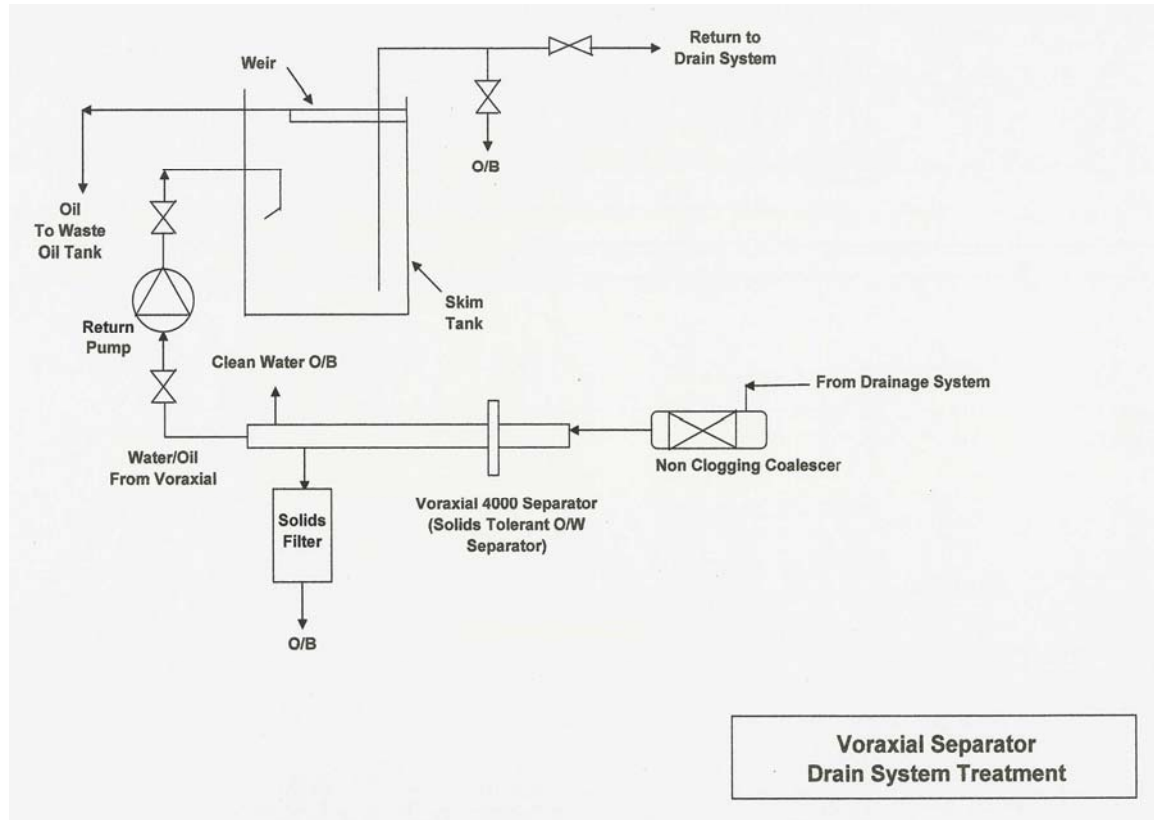 Return to
Drain System
Weir
O/B
Oil
To Waste
Oil Tank
Skim
Tank
Return
Pump
Clean Water O/B
From Drainage System
Non Clogging Coalescer
Water/Oil
From Voraxial
Voraxial 4000 Separator
(Solids Tolerant O/W
Separator)
Solids
Filter
O/B
Voraxial Separator
Drain System Treatment